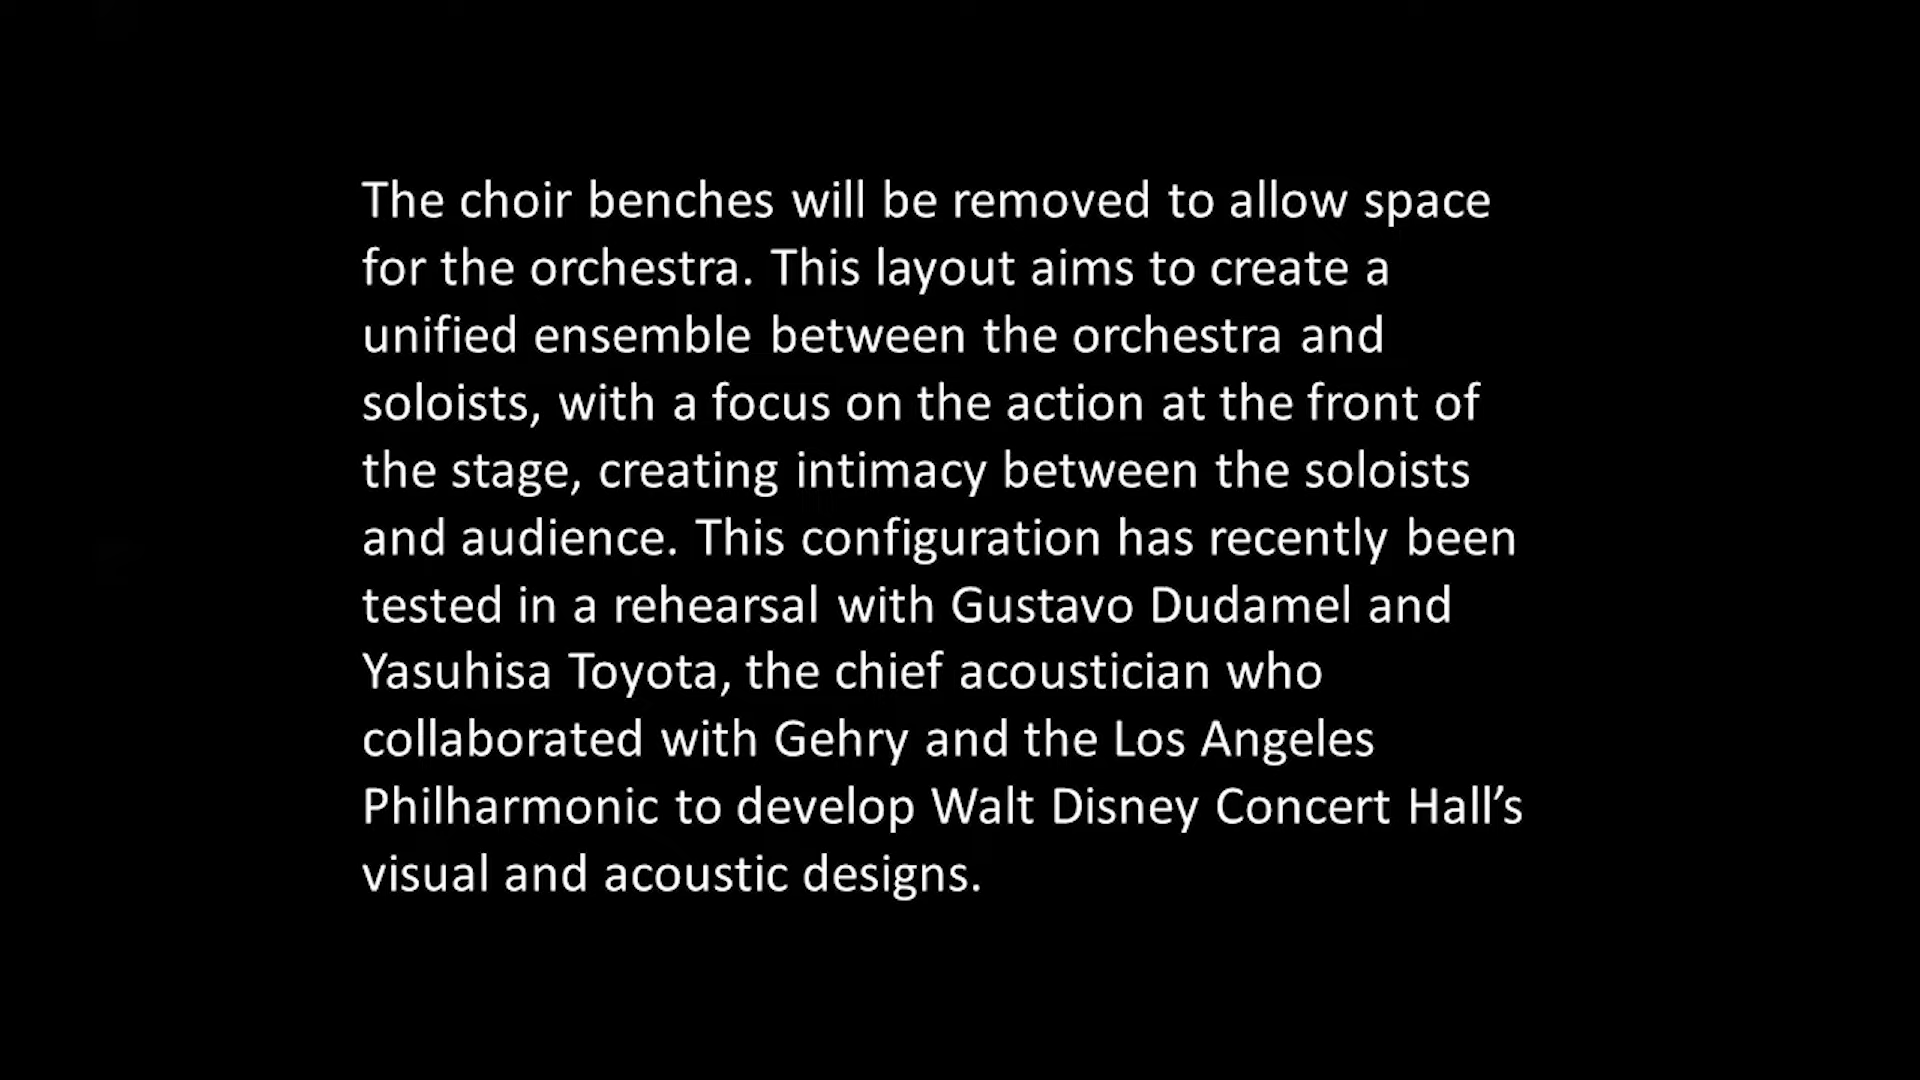 The choir benches will be removed to allow space
for the orchestra. This layout aims to create a
unified ensemble between the orchestra and
soloists, with a focus on the action at the front of
the stage, creating intimacy between the soloists
and audience. This configuration has recently been
tested in a rehearsal with Gustavo Dudamel and
Yasuhisa Toyota, the chief acoustician who
collaborated with Gehry and the Los Angeles
Philharmonic to develop Walt Disney Concert Hall’s
visual and acoustic designs.